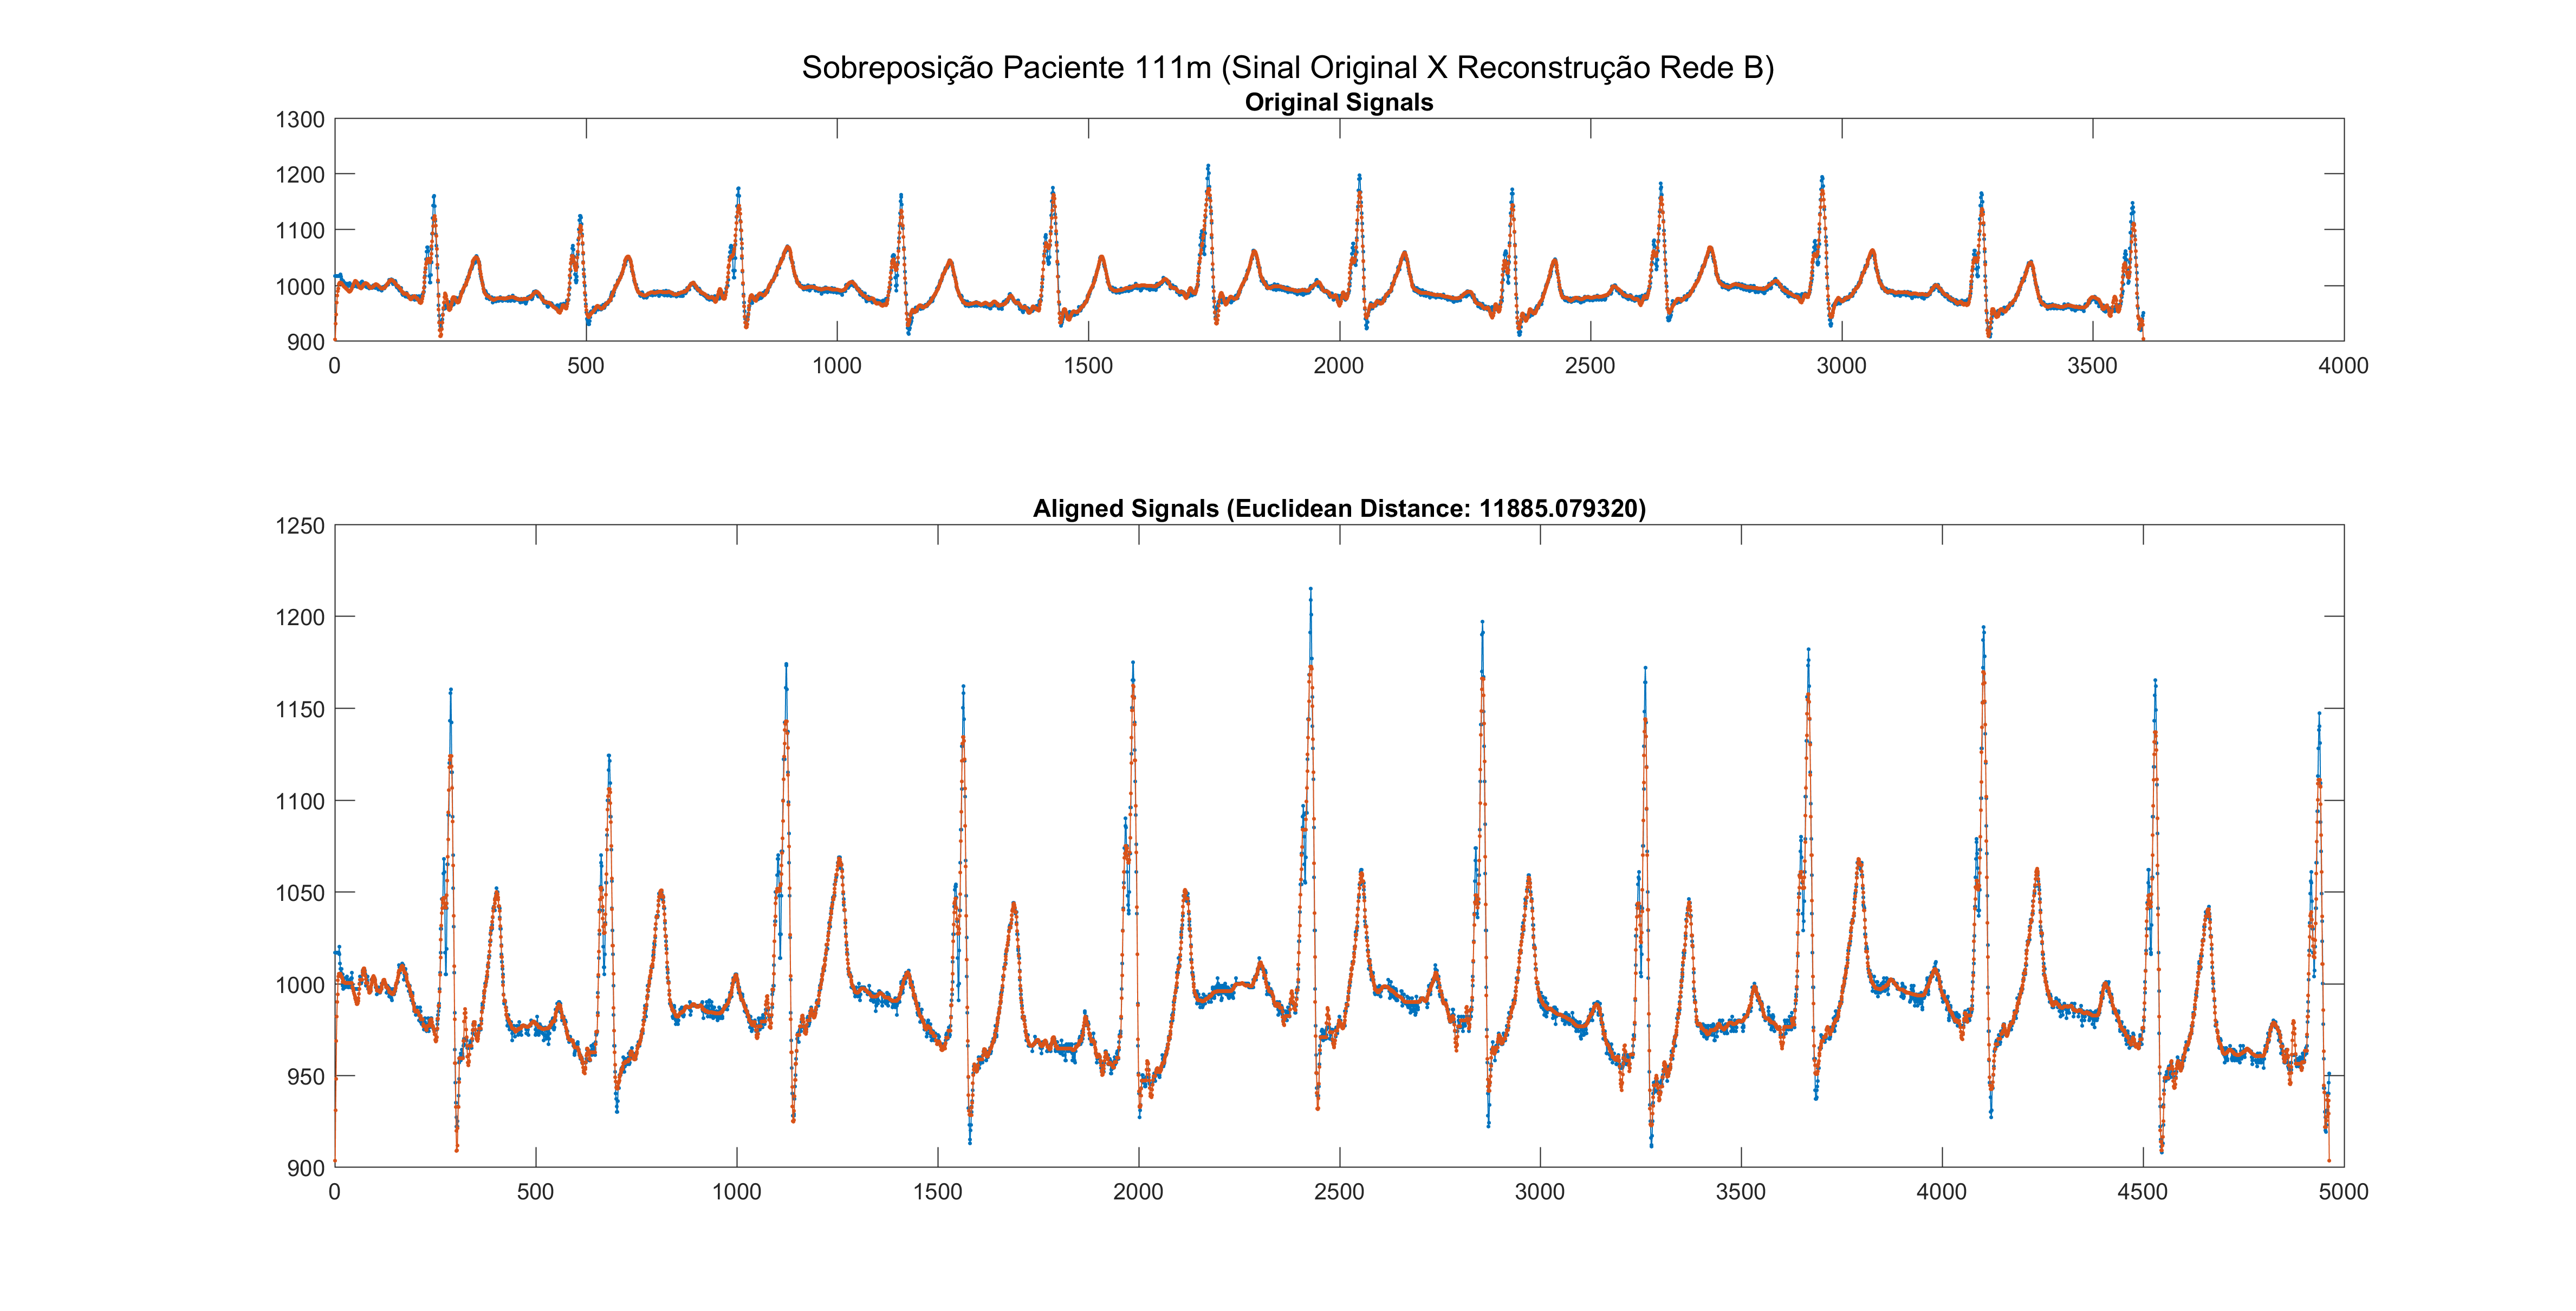 Sobreposição Paciente 111m (Sinal Original X Reconstrução Rede B)
Original Signals
1300
1200
1100
1000
900
0 500 1000 1500 2000 2500 3000 3500 4000
Aligned Signals (Euclidean Distance: 11885.079320)
1250
1200
1150
1100
1050
1000
950
900
0 500 1000 1500 2000 2500 3000 3500 4000 4500 5000